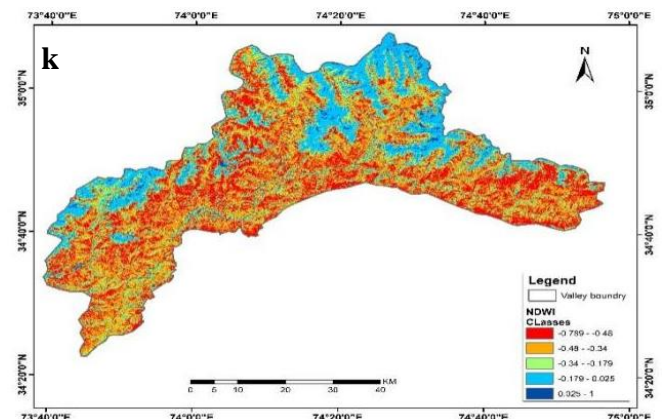 73°40'0"E 74°0'0"E 74°20'0"E 74°40'0"E 75°0'0"E
k
N
35°0'0"N
35°0'0"N
34°40'0"N
34°40'0"N
34°20'0"N
34°20'0"N
Legend
Valley boundry
NDWI
CLasses
-0.789 - -0.48
-0.48 - -0.34
-0.34 - -0.179
-0.179 - 0.025
0.025 - 1
KM
0 5 10 20 30 40
73°40'0"E 74°0'0"E 74°20'0"E 74°40'0"E 75°0'0"E